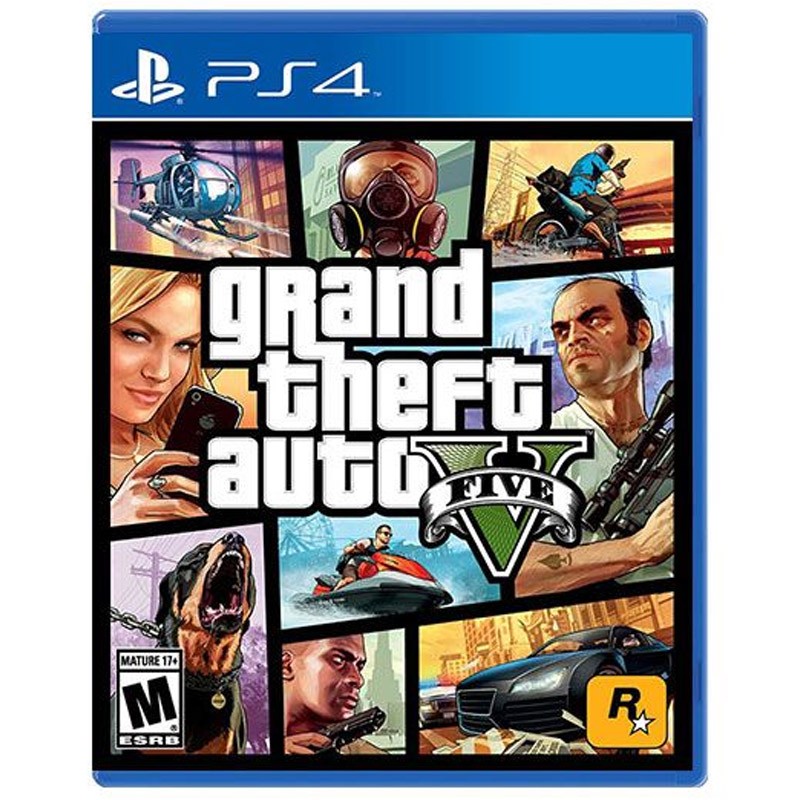 PS4
grand
theft
auto V
FIVE
MATURE 17+
M
ESRB
R